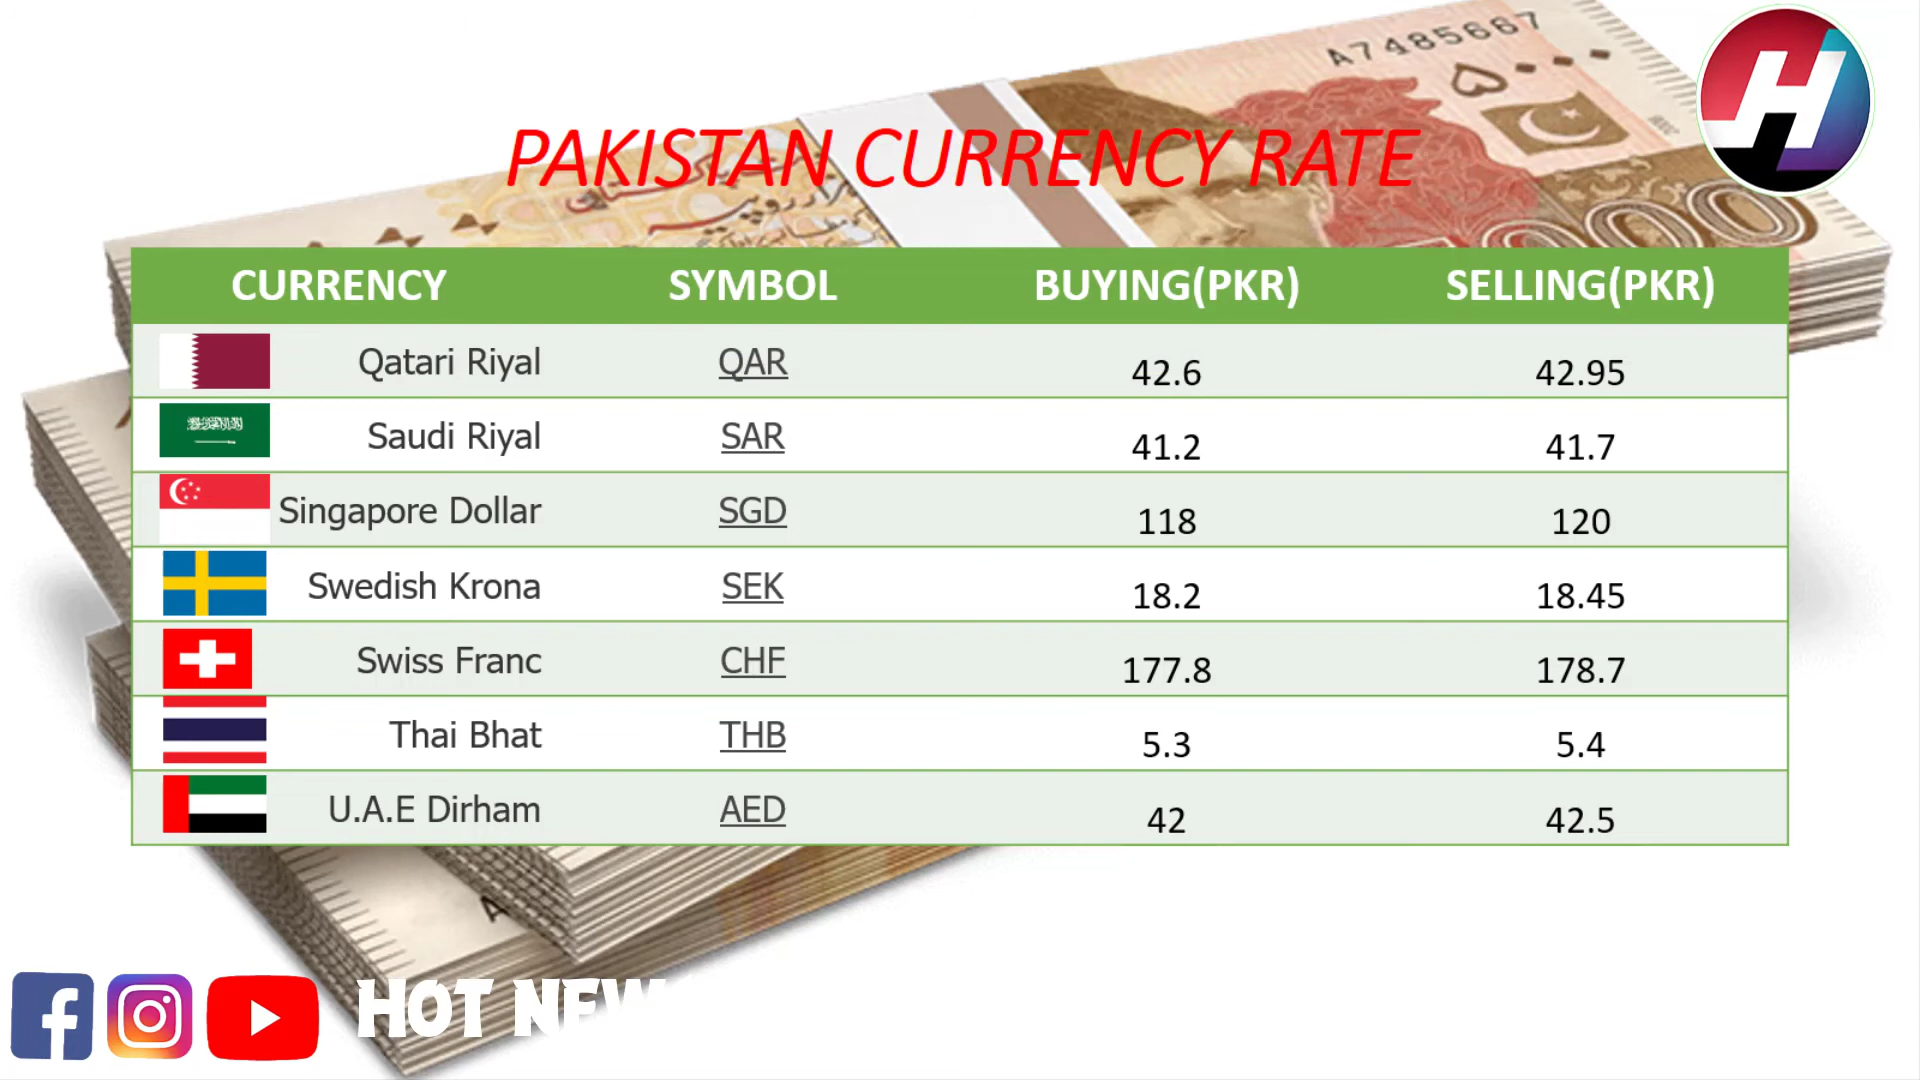 A7485667
PAKISTAN CURRENCY RATE
CURRENCY SYMBOL BUYING(PKR) SELLING(PKR)
Qatari Riyal QAR 42.6 42.95
Saudi Riyal SAR 41.2 41.7
Singapore Dollar SGD 118 120
Swedish Krona SEK 18.2 18.45
Swiss Franc CHF 177.8 178.7
Thai Bhat THB 5.3 5.4
U.A.E Dirham AED 42 42.5
HOT NEW